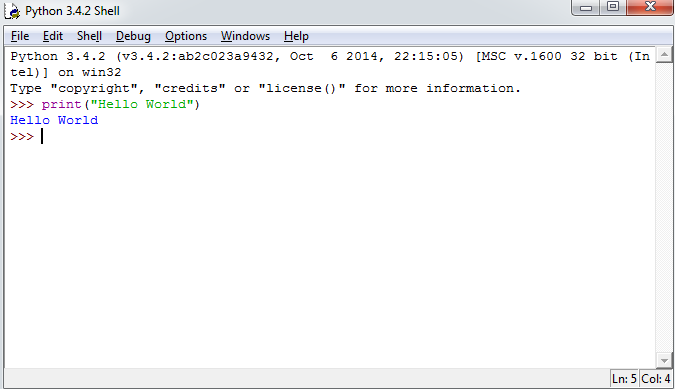 Python 3.4.2 Shell
File Edit Shell Debug Options Windows Help
Python 3.4.2 (v3.4.2:ab2c023a9432, Oct  6 2014, 22:15:05) [MSC v.1600 32 bit (In
tel)] on win32
Type "copyright", "credits" or "license()" for more information.
>>> print("Hello World")
Hello World
>>>
Ln: 5 Col: 4